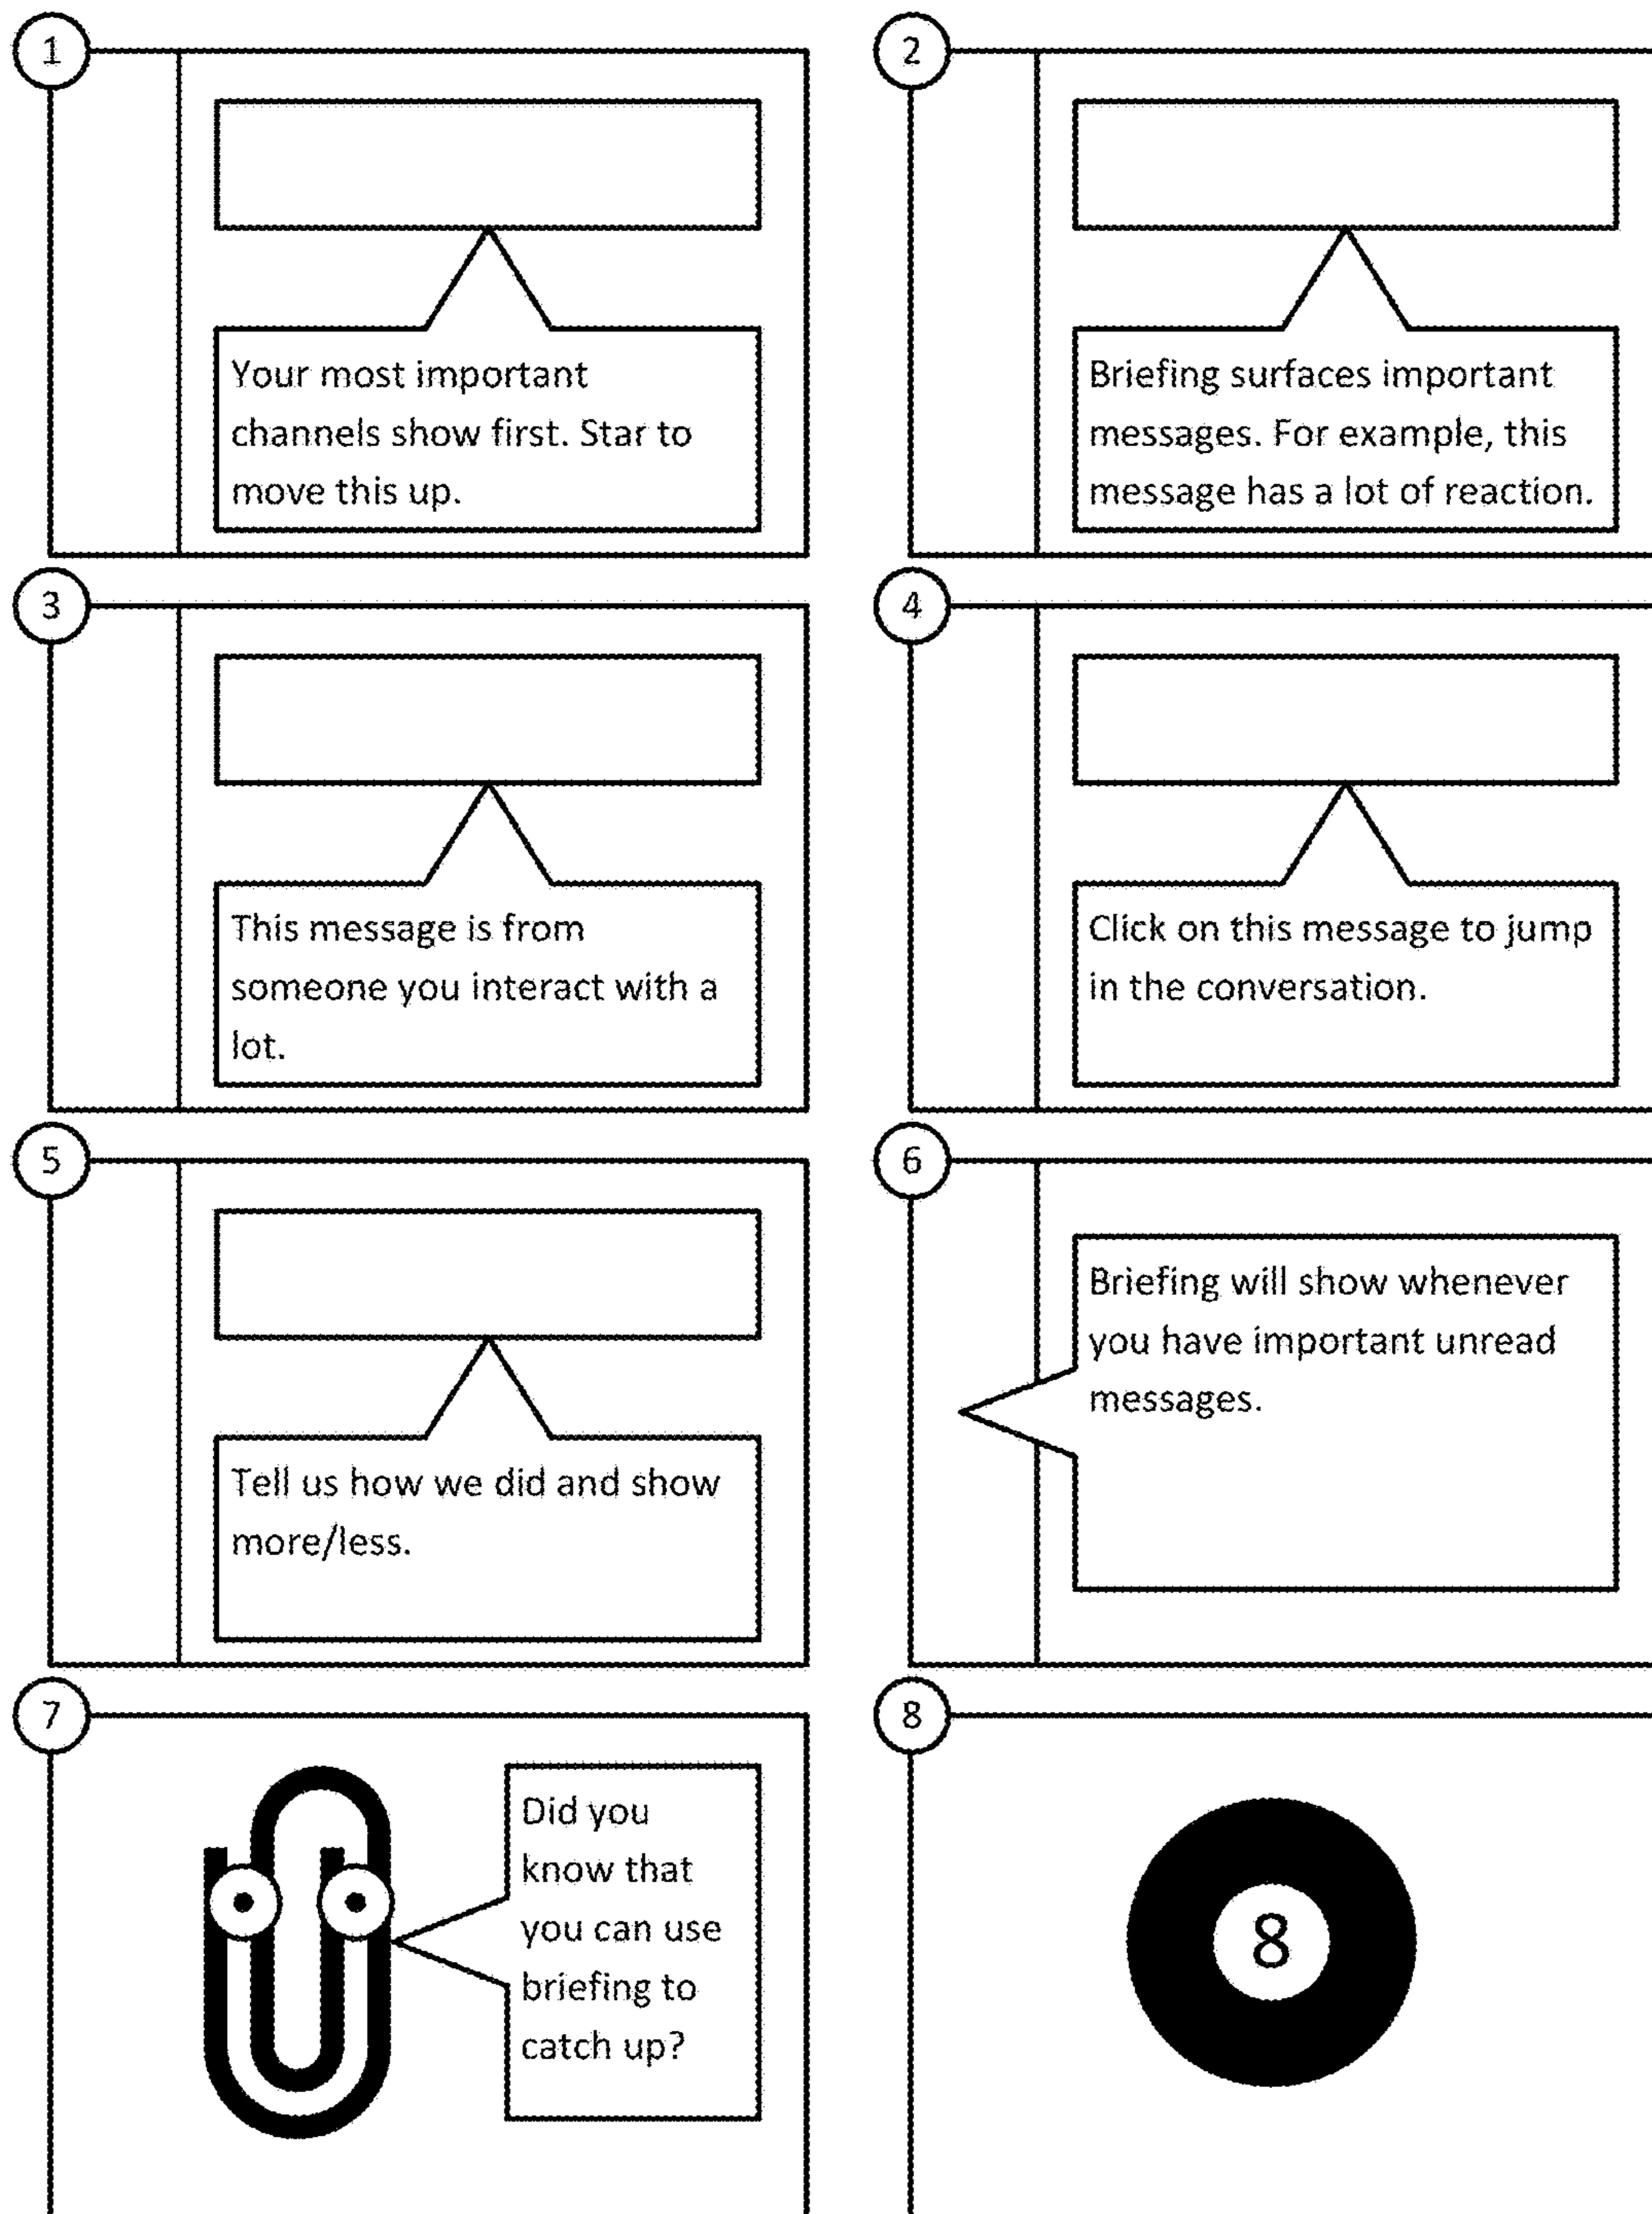 1
Your most important
channels show first. Star to
move this up.
2
Briefing surfaces important
messages. For example, this
message has a lot of reaction.
3
This message is from
someone you interact with a
lot.
4
Click on this message to jump
in the conversation.
5
Tell us how we did and show
more/less.
6
Briefing will show whenever
you have important unread
messages.
7
Did you
know that
you can use
briefing to
catch up?
8
8